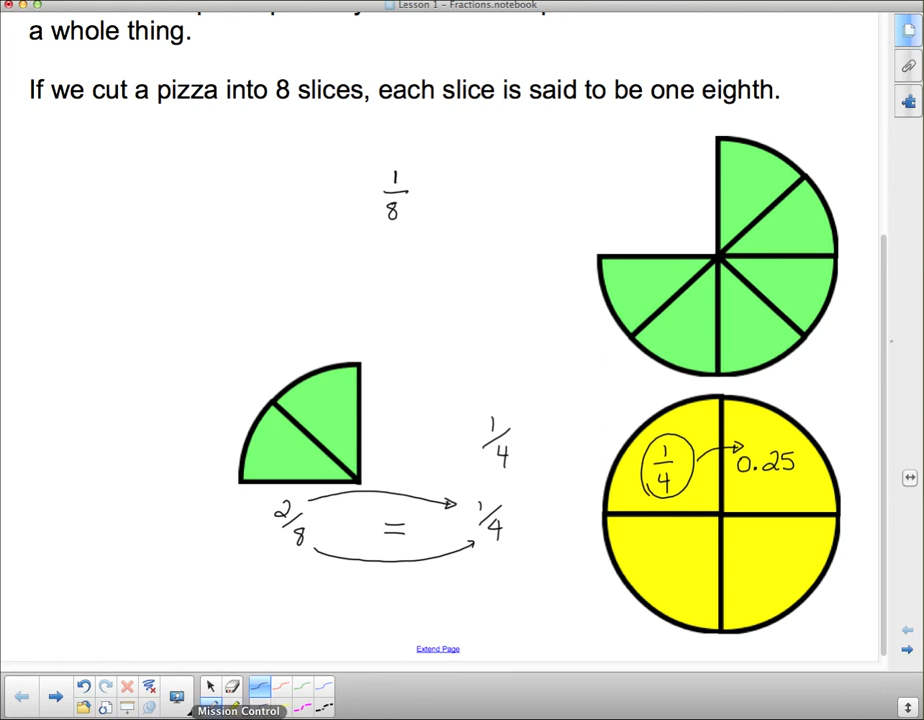 Lesson 1 – Fractions.notebook
a whole thing.
If we cut a pizza into 8 slices, each slice is said to be one eighth.
1
8
1/4
1
4
0.25
2/8 = 1/4
Extend Page
Mission Control